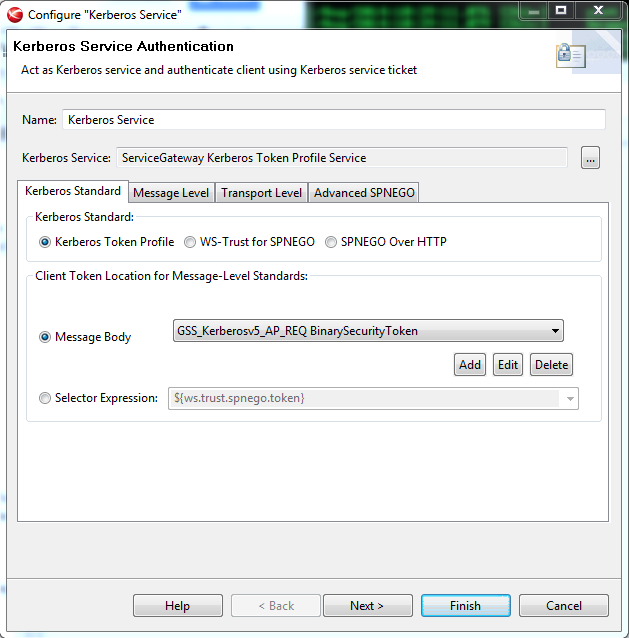 Configure "Kerberos Service"
Kerberos Service Authentication
Act as Kerberos service and authenticate client using Kerberos service ticket
Name: Kerberos Service
Kerberos Service: ServiceGateway Kerberos Token Profile Service ...
Kerberos Standard Message Level Transport Level Advanced SPNEGO
Kerberos Standard:
Kerberos Token Profile WS-Trust for SPNEGO SPNEGO Over HTTP
Client Token Location for Message-Level Standards:
Message Body GSS_Kerberosv5_AP_REQ BinarySecurityToken
Add Edit Delete
Selector Expression: ${ws.trust.spnego.token}
Help < Back Next > Finish Cancel